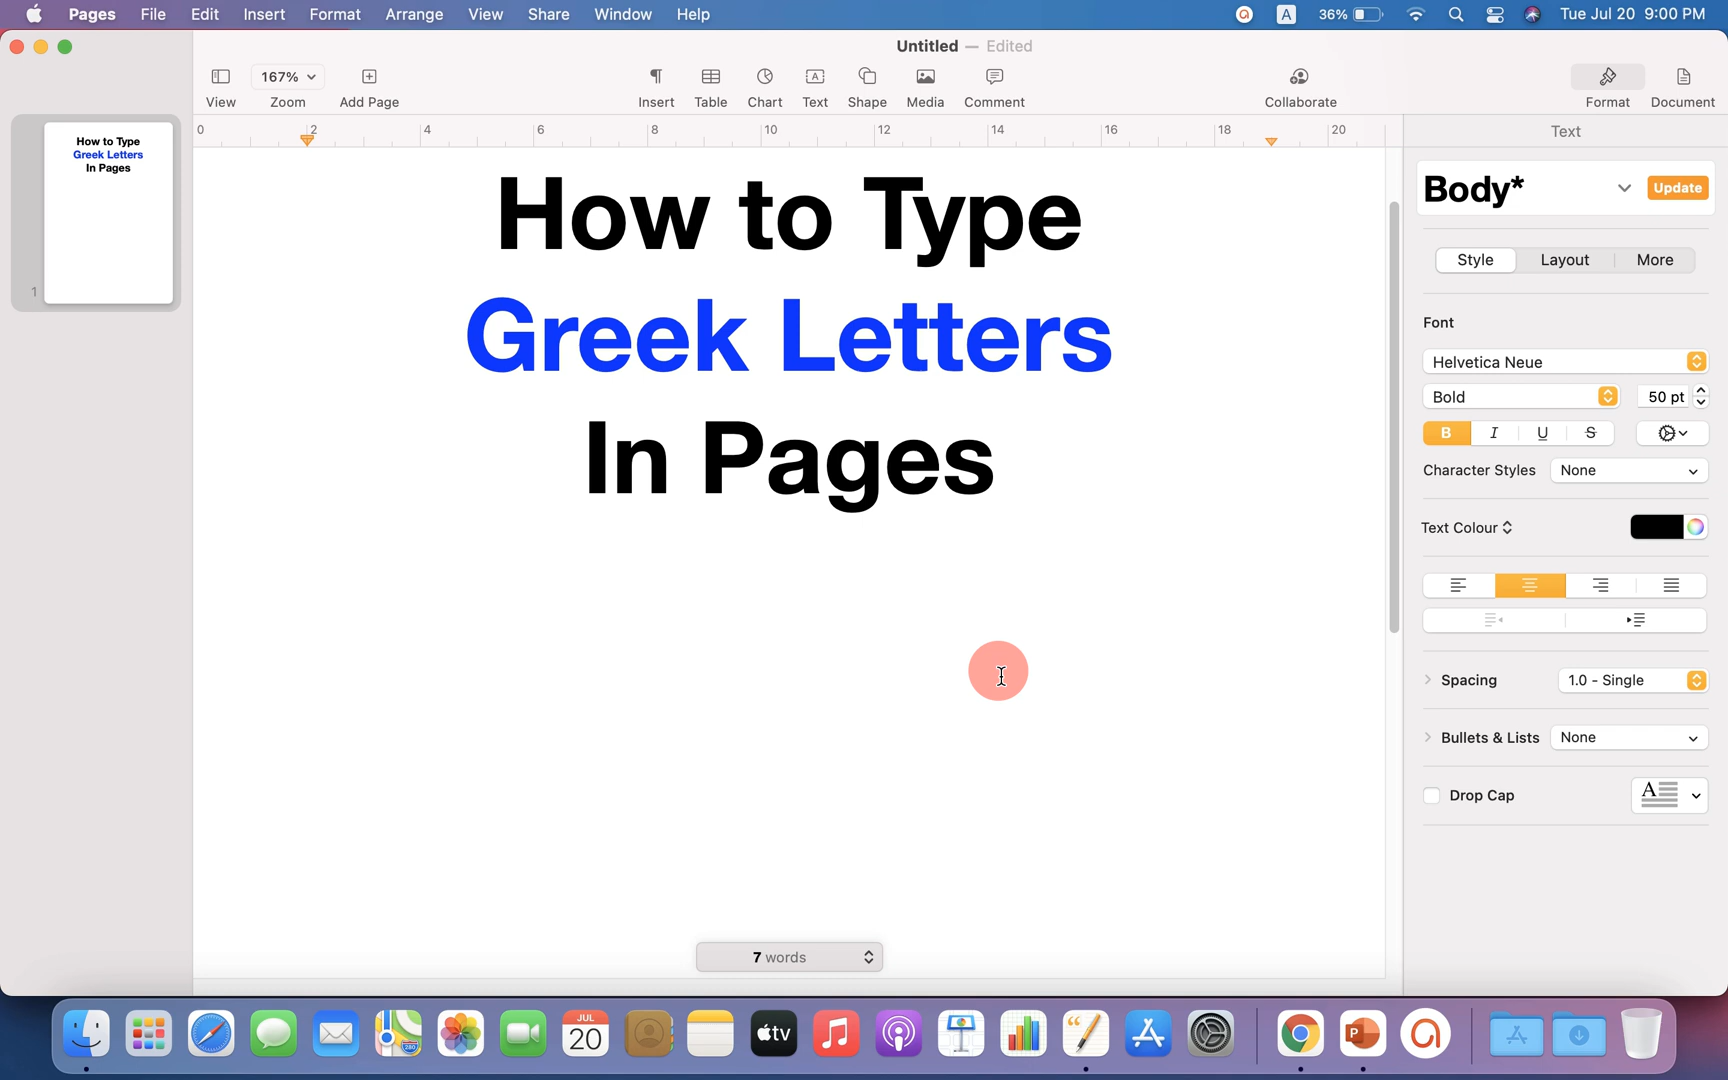 Pages File Edit Insert Format Arrange View Share Window Help A 36% Tue Jul 20 9:00 PM
Untitled — Edited
167%
View Zoom Add Page Insert Table Chart Text Shape Media Comment Collaborate Format Document
0 2 4 6 8 10 12 14 16 18 20
Text
How to Type
Greek Letters
In Pages
1
How to Type
Greek Letters
In Pages
7 words
Body* Update
Style Layout More
Font
Helvetica Neue
Bold 50 pt
B I U S
Character Styles None
Text Colour
Spacing 1.0 - Single
Bullets & Lists None
Drop Cap A
JUL
20
tv
P
280